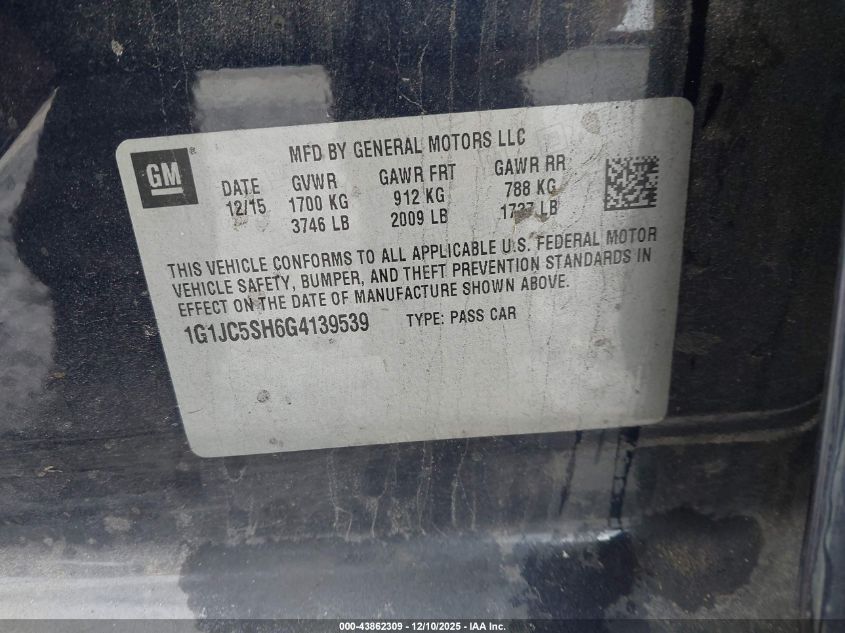 GM ®
MFD BY GENERAL MOTORS LLC
DATE GVWR GAWR FRT GAWR RR
12/15 1700 KG 912 KG 788 KG
3746 LB 2009 LB 1737 LB
THIS VEHICLE CONFORMS TO ALL APPLICABLE U.S. FEDERAL MOTOR
VEHICLE SAFETY, BUMPER, AND THEFT PREVENTION STANDARDS IN
EFFECT ON THE DATE OF MANUFACTURE SHOWN ABOVE.
1G1JC5SH6G4139539 TYPE: PASS CAR
000-43862309 - 12/10/2025 - IAA Inc.